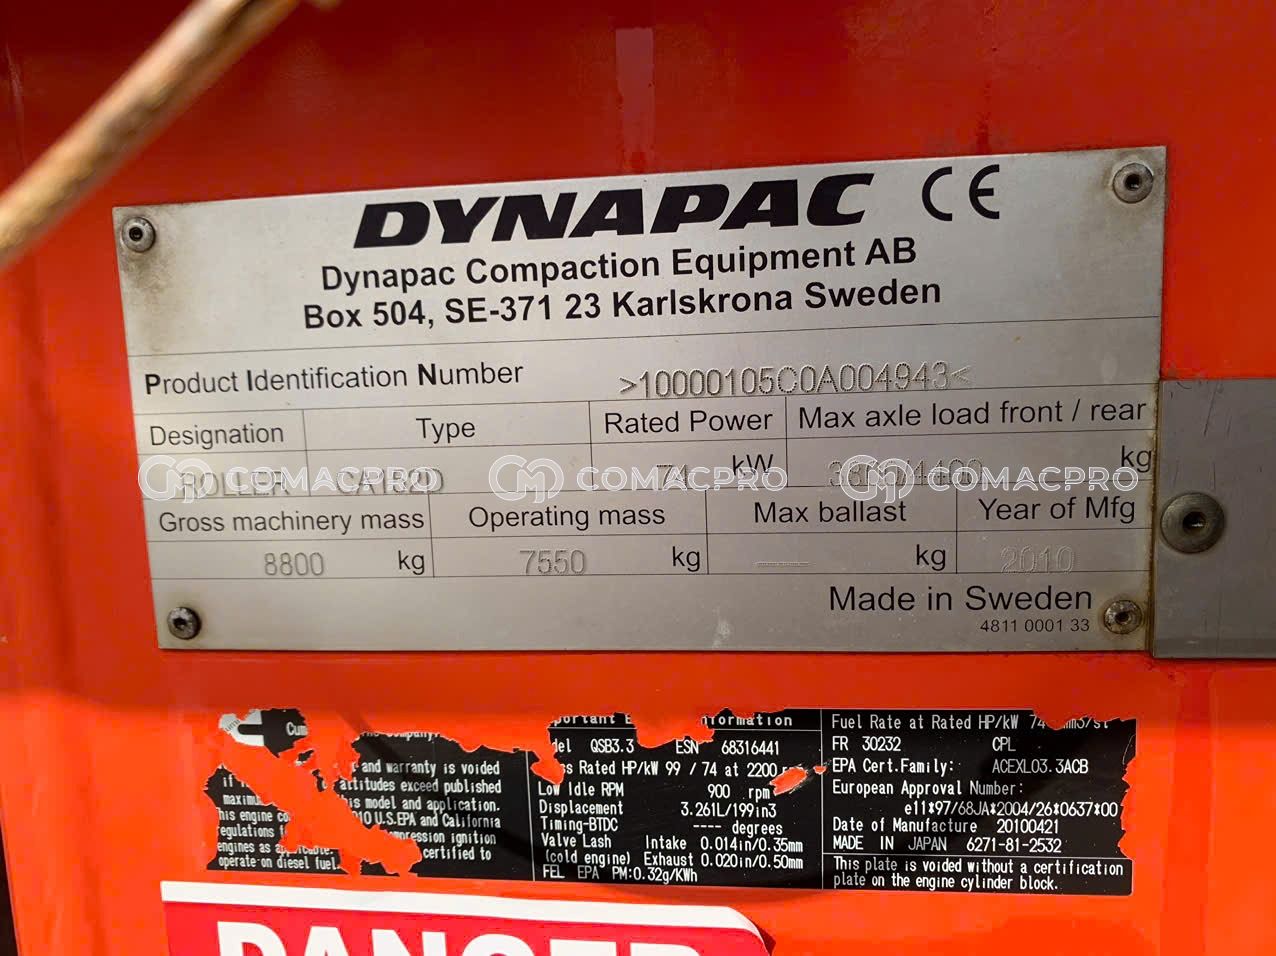 DYNAPAC CE
Dynapac Compaction Equipment AB
Box 504, SE-371 23 Karlskrona Sweden
Product Identification Number >10000105C0A004943<
Designation Type Rated Power Max axle load front / rear
ROLLER 74 kW kg
COMACPRO COMACPRO COMACPRO
Gross machinery mass Operating mass Max ballast Year of Mfg
8800 kg 7550 kg ---- kg 2010
Made in Sweden
4811 0001 33
and warranty is voided
altitudes exceed published
model and application.
U.S.EPA and California
ignition
certified to
if
his engine
regulations
engines as applicable.
operate on diesel fuel.
QSB3.3 ESN 68316441
Rated HP/kW 99 / 74 at 2200
Low Idle RPM 900 rpm
Displacement 3.261L/199in3
Timing-BTDC ---- degrees
Valve Lash Intake 0.014in/0.35mm
(cold engine) Exhaust 0.020in/0.50mm
FEL EPA PM:0.32g/KWh
Fuel Rate at Rated HP/kW 74
FR 30232 CPL
EPA Cert.Family: ACEXL03.3ACB
European Approval Number:
e11*97/68JA*2004/26*0637*00
Date of Manufacture 20100421
MADE IN JAPAN 6271-81-2532
This plate is voided without a certification
plate on the engine cylinder block.
DANGER